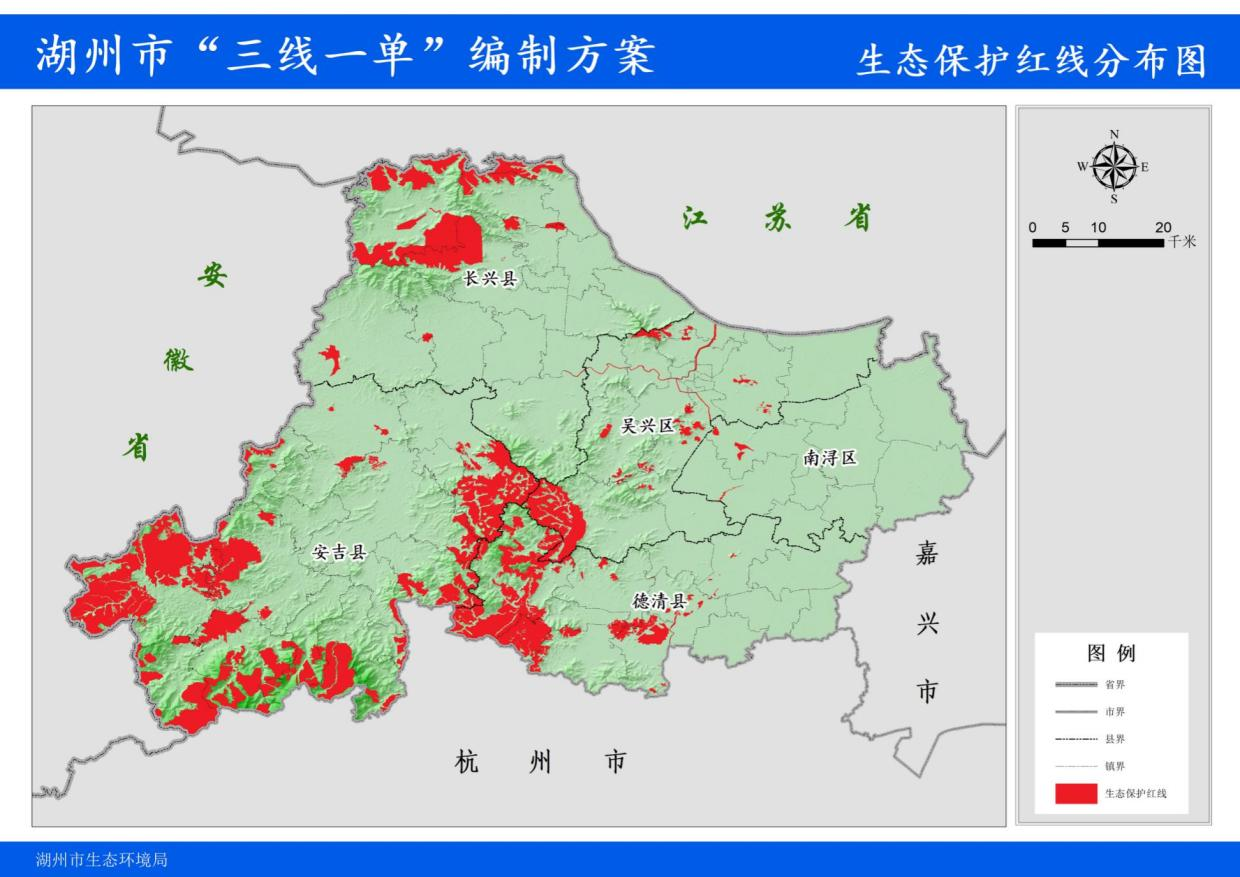 湖州市“三线一单”编制方案
生态保护红线分布图
N
W
E
S
0 5 10 20
千米
江苏省
安徽省
长兴县
吴兴区
南浔区
安吉县
德清县
嘉兴市
杭州市
图例
省界
市界
县界
镇界
生态保护红线
湖州市生态环境局